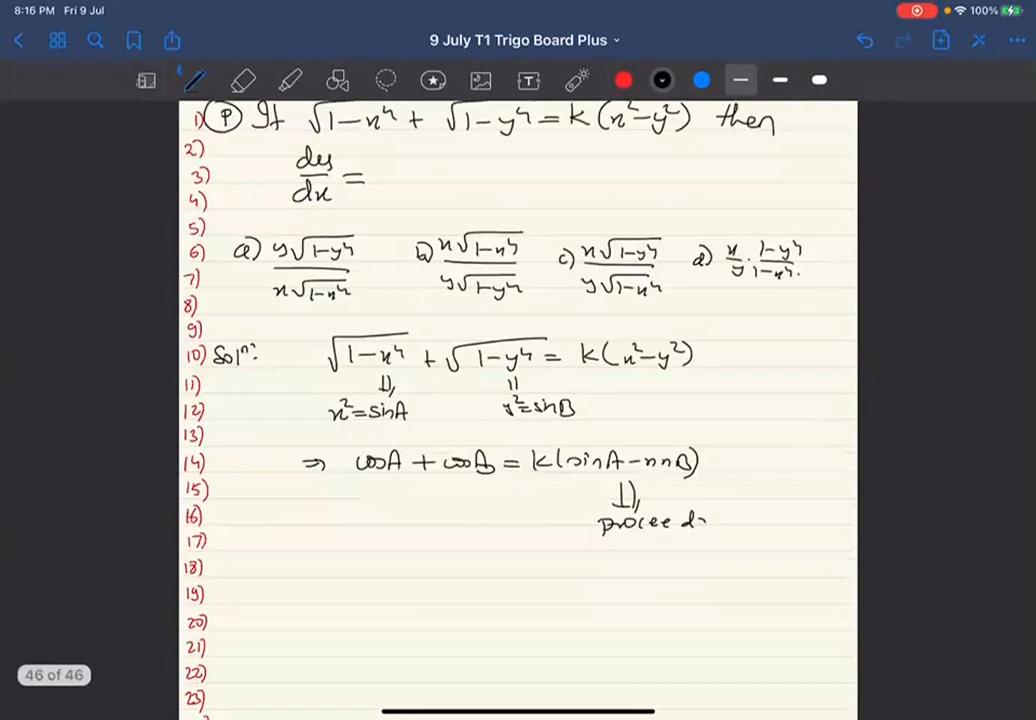 8:16 PM Fri 9 Jul
100%
9 July T1 Trigo Board Plus
1) (P) If √1-x⁴ + √1-y⁴ = k(x²-y²) then
2)
3) dy/dx =
4)
5)
6) a) y√1-y⁴ / x√1-x⁴ b) x√1-x⁴ / y√1-y⁴ c) x√1-y⁴ / y√1-x⁴ d) x/y · 1-y⁴/1-x⁴.
7)
8)
9)
10) Solⁿ: √1-x⁴ + √1-y⁴ = k(x²-y²)
11) ⇓ ||
12) x²=sinA y²=sinB
13)
14) ⇒ cosA + cosB = k(sinA-sinB)
15) ⇓
16) proceed
17)
18)
19)
20)
21)
22)
23)
46 of 46